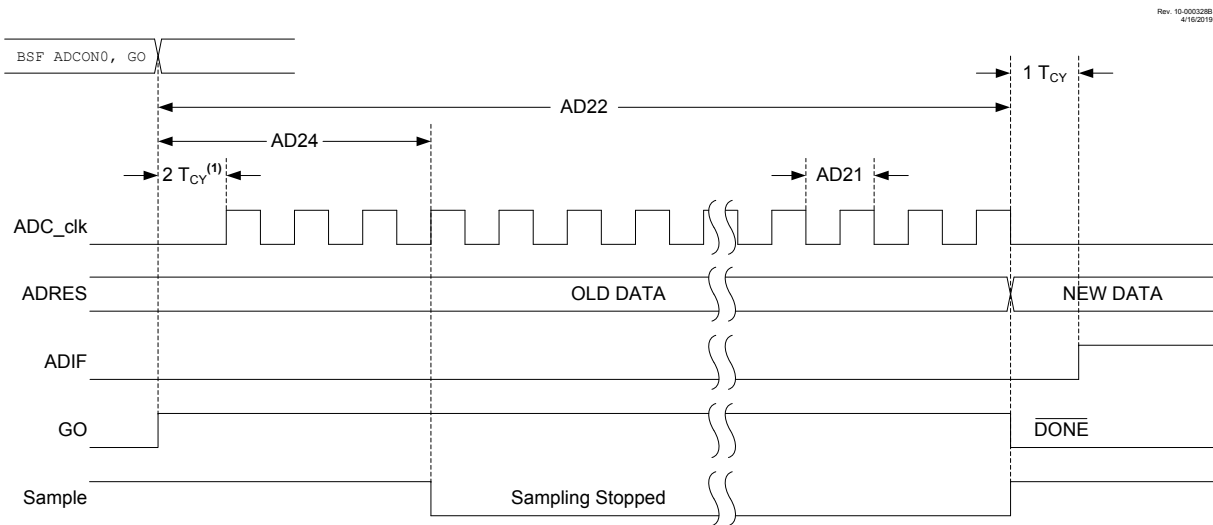 Rev. 10-000328B
4/16/2019
BSF ADCON0, GO
1 TCY
AD22
AD24
2 TCY(1)
AD21
ADC_clk
ADRES
OLD DATA
NEW DATA
ADIF
GO
DONE
Sample
Sampling Stopped